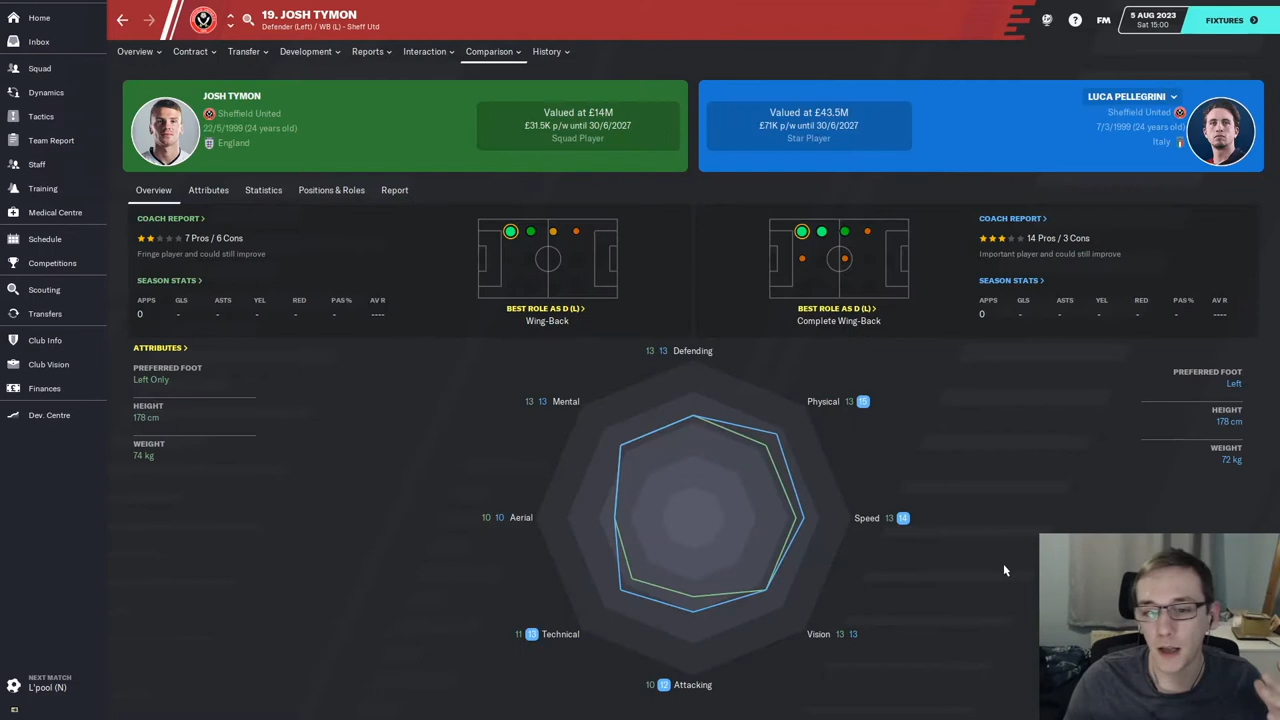 Home
19. JOSH TYMON
Defender (Left) / WB (L) - Sheff Utd
FM
5 AUG 2023
Sat 15:00
FIXTURES
Inbox
Squad
Dynamics
Tactics
Team Report
Staff
Training
Medical Centre
Schedule
Competitions
Scouting
Transfers
Club Info
Club Vision
Finances
Dev. Centre
NEXT MATCH
L'pool (N)
Overview
Contract
Transfer
Development
Reports
Interaction
Comparison
History
JOSH TYMON
Sheffield United
22/5/1999 (24 years old)
England
Valued at £14M
£31.5K p/w until 30/6/2027
Squad Player
Valued at £43.5M
£71K p/w until 30/6/2027
Star Player
LUCA PELLEGRINI
Sheffield United
7/3/1999 (24 years old)
Italy
Overview
Attributes
Statistics
Positions & Roles
Report
COACH REPORT >
7 Pros / 6 Cons
Fringe player and could still improve
SEASON STATS >
APPS GLS ASTS YEL RED PAS % AV R
0 - - - - - ----
BEST ROLE AS D (L) >
Wing-Back
BEST ROLE AS D (L) >
Complete Wing-Back
COACH REPORT >
14 Pros / 3 Cons
Important player and could still improve
SEASON STATS >
APPS GLS ASTS YEL RED PAS % AV R
0 - - - - - ----
ATTRIBUTES >
PREFERRED FOOT
Left Only
HEIGHT
178 cm
WEIGHT
74 kg
13 13 Defending
13 13 Mental
Physical 13 15
10 10 Aerial
Speed 13 14
11 13 Technical
Vision 13 13
10 12 Attacking
PREFERRED FOOT
Left
HEIGHT
178 cm
WEIGHT
72 kg